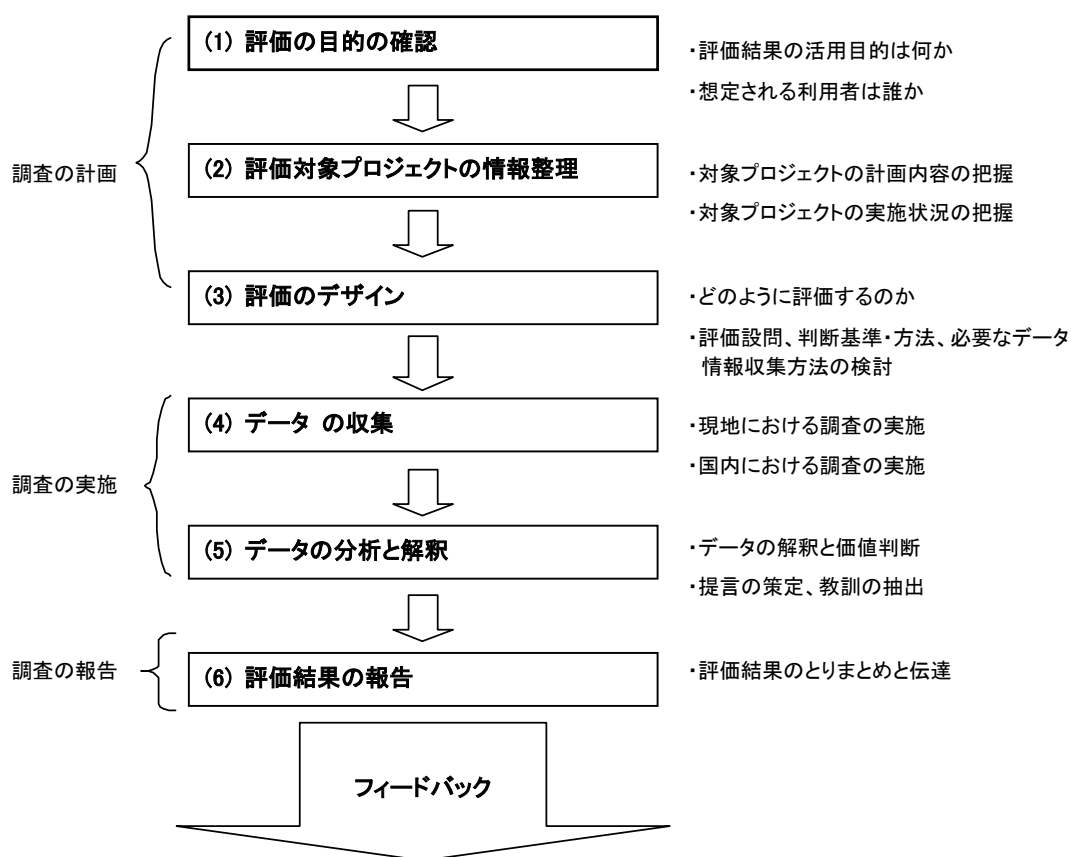 (1) 評価の目的の確認
・評価結果の活用目的は何か
・想定される利用者は誰か
調査の計画
(2) 評価対象プロジェクトの情報整理
・対象プロジェクトの計画内容の把握
・対象プロジェクトの実施状況の把握
(3) 評価のデザイン
・どのように評価するのか
・評価設問、判断基準・方法、必要なデータ
情報収集方法の検討
(4) データ の収集
・現地における調査の実施
・国内における調査の実施
調査の実施
(5) データの分析と解釈
・データの解釈と価値判断
・提言の策定、教訓の抽出
調査の報告
(6) 評価結果の報告
・評価結果のとりまとめと伝達
フィードバック